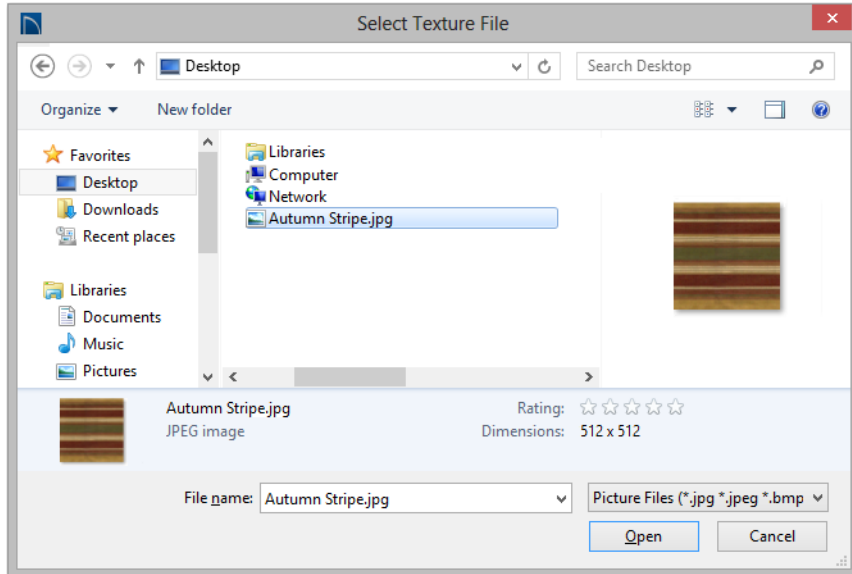 Select Texture File
Desktop
Search Desktop
Organize
New folder
Favorites
Desktop
Downloads
Recent places
Libraries
Documents
Music
Pictures
Libraries
Computer
Network
Autumn Stripe.jpg
Autumn Stripe.jpg
JPEG image
Rating:
Dimensions: 512 x 512
File name: Autumn Stripe.jpg
Picture Files (*.jpg *.jpeg *.bmp
Open
Cancel